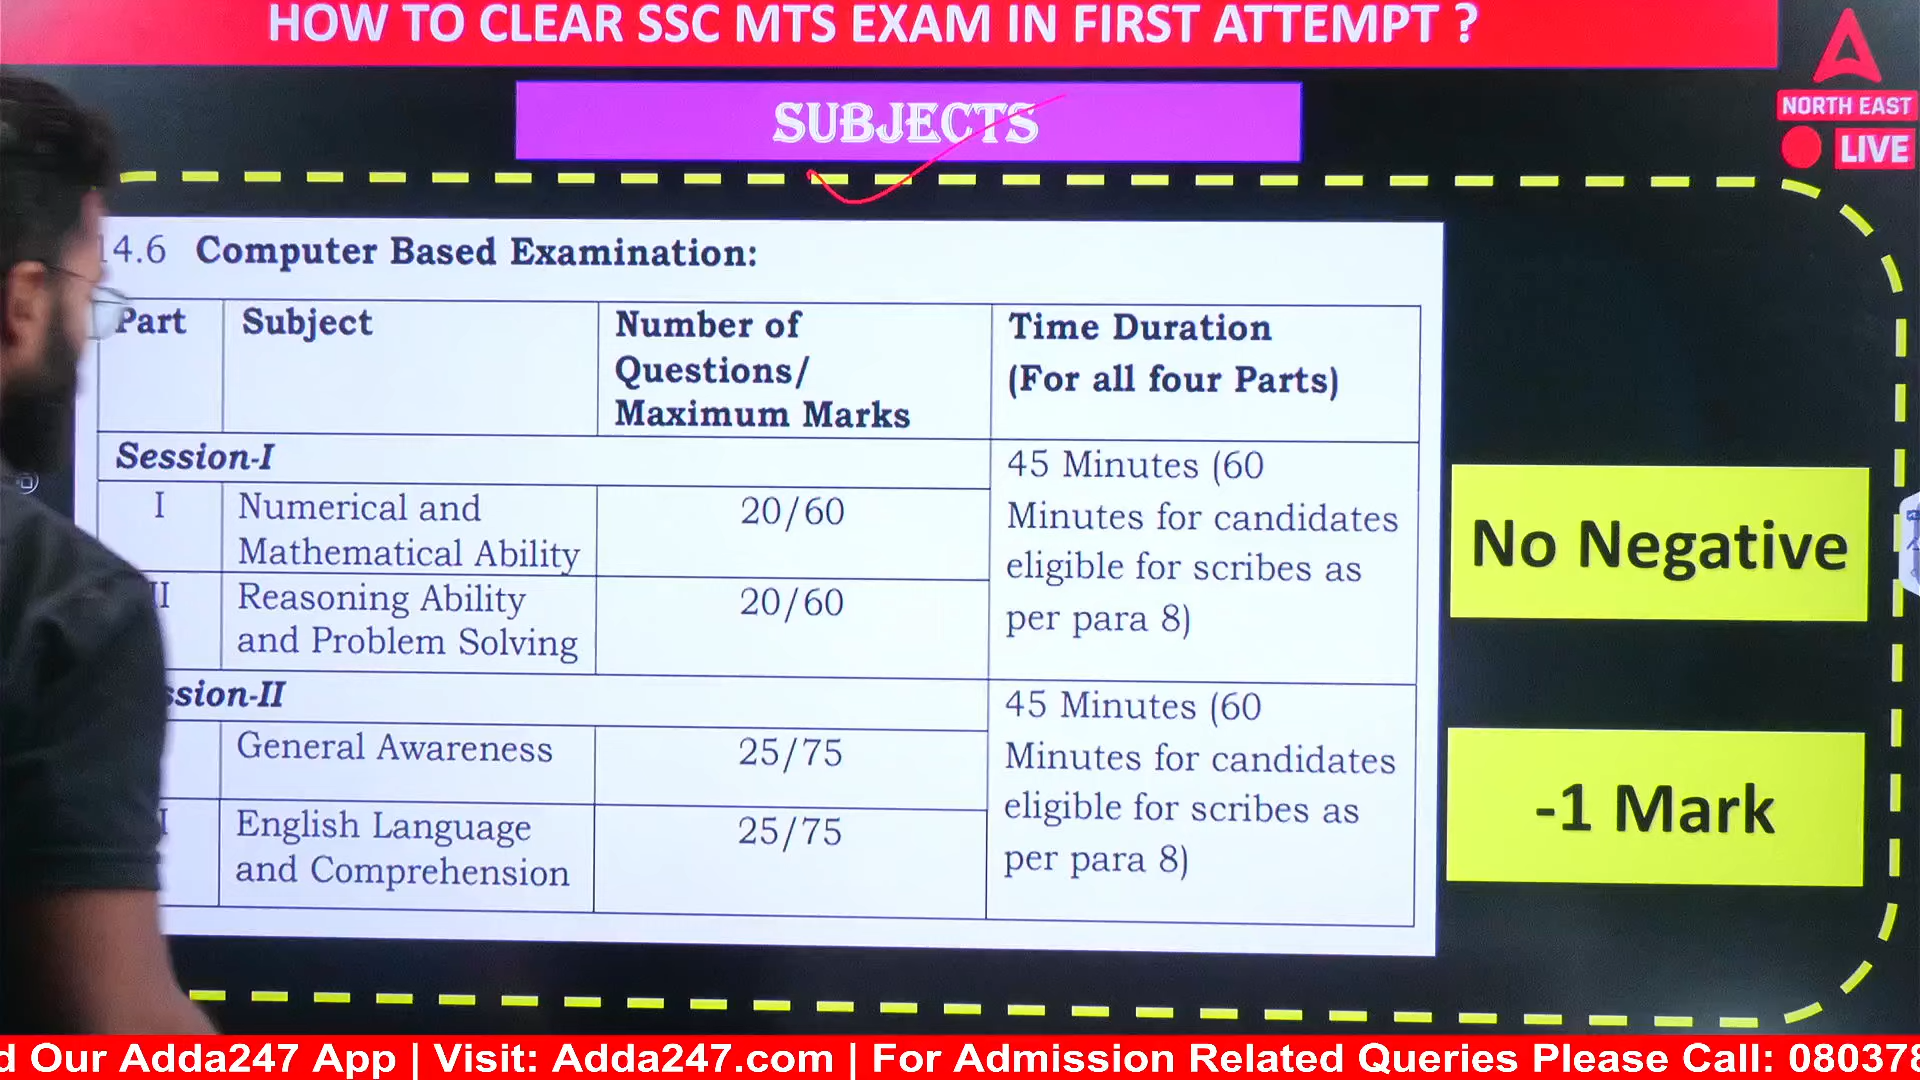 HOW TO CLEAR SSC MTS EXAM IN FIRST ATTEMPT ?
SUBJECTS
NORTH EAST
LIVE
14.6 Computer Based Examination:
Part
Subject
Number of
Questions/
Maximum Marks
Time Duration
(For all four Parts)
Session-I
45 Minutes (60
Minutes for candidates
eligible for scribes as
per para 8)
I
Numerical and
Mathematical Ability
20/60
II
Reasoning Ability
and Problem Solving
20/60
No Negative
ssion-II
45 Minutes (60
Minutes for candidates
eligible for scribes as
per para 8)
General Awareness
25/75
I
English Language
and Comprehension
25/75
-1 Mark
d Our Adda247 App | Visit: Adda247.com | For Admission Related Queries Please Call: 080378